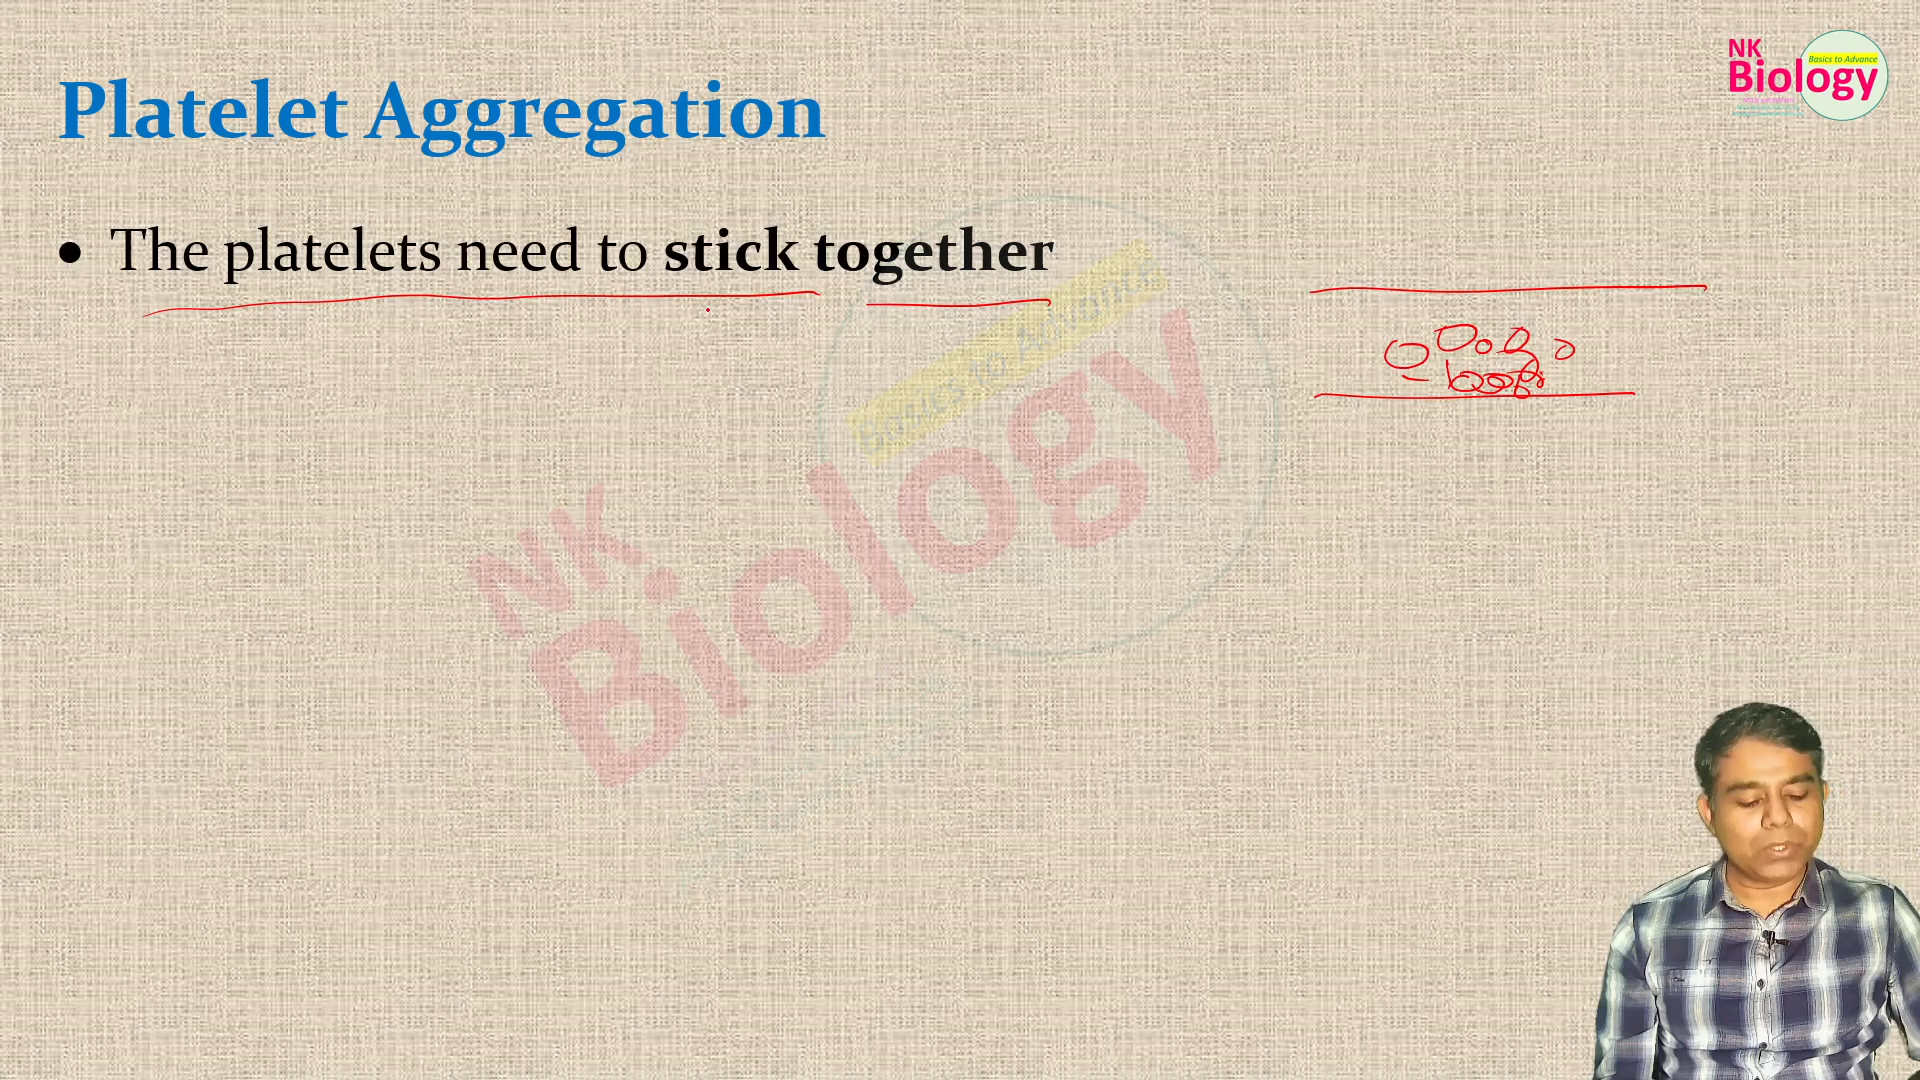 NK
Basics to Advance
Biology
Platelet Aggregation
• The platelets need to stick together
Basics to Advance
NK
Biology